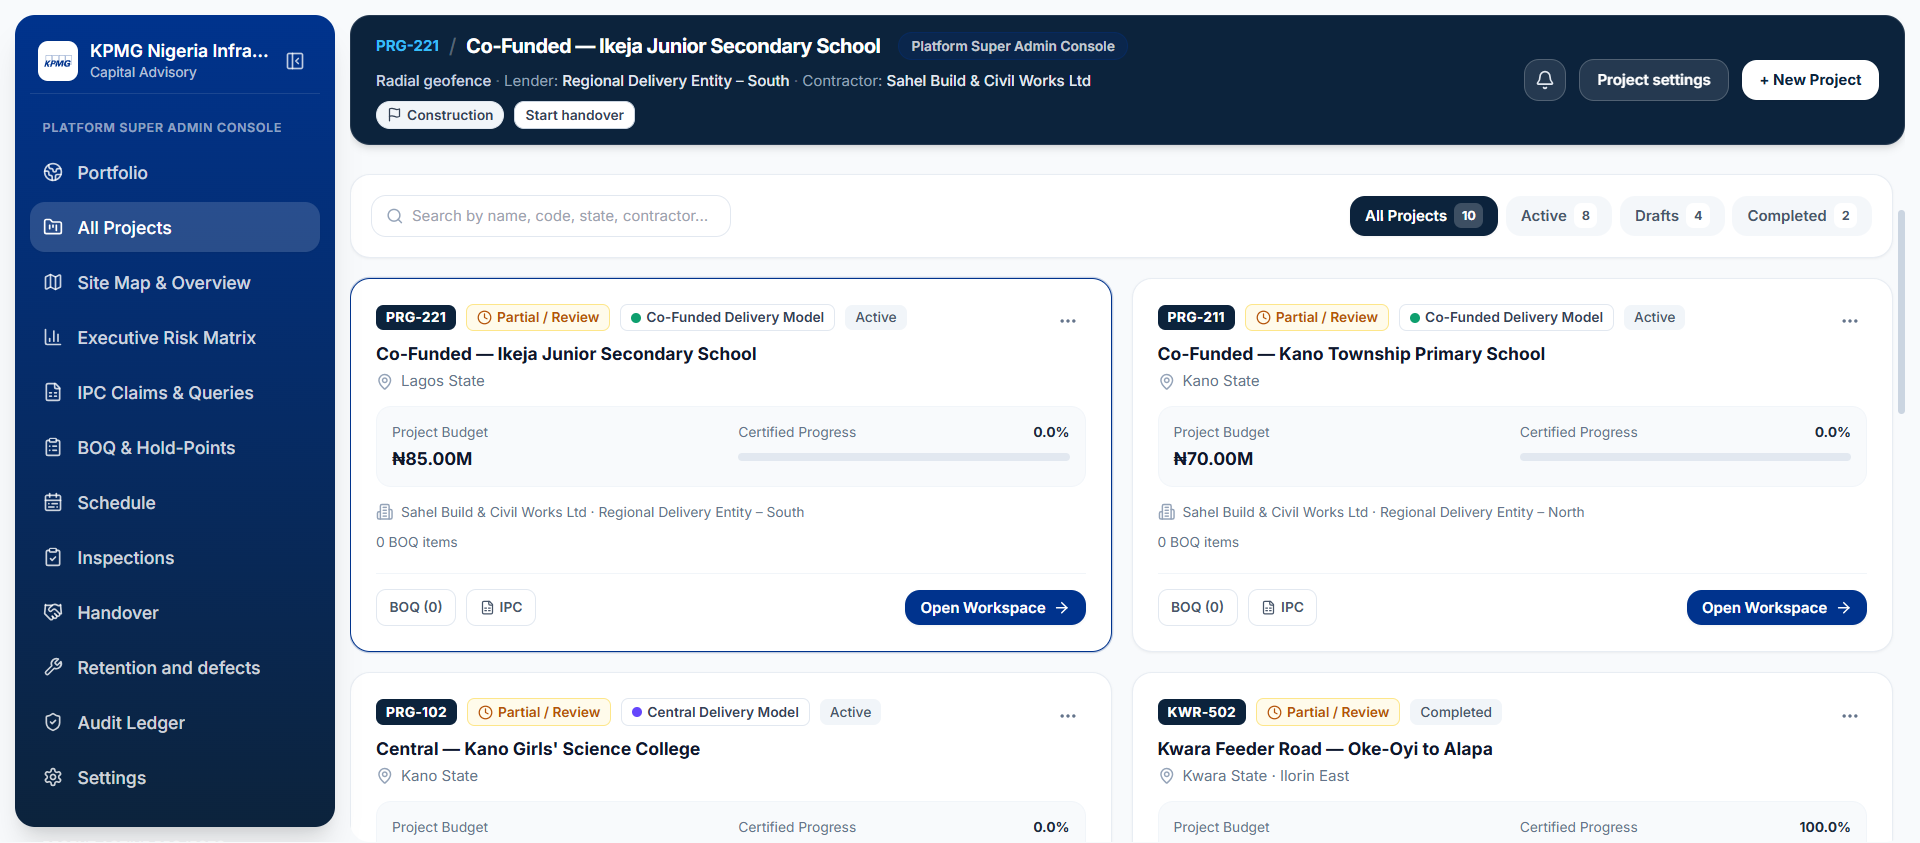 KPMG
KPMG Nigeria Infra...
Capital Advisory
PLATFORM SUPER ADMIN CONSOLE
Portfolio
All Projects
Site Map & Overview
Executive Risk Matrix
IPC Claims & Queries
BOQ & Hold-Points
Schedule
Inspections
Handover
Retention and defects
Audit Ledger
Settings
PRG-221 / Co-Funded — Ikeja Junior Secondary School Platform Super Admin Console
Radial geofence · Lender: Regional Delivery Entity – South · Contractor: Sahel Build & Civil Works Ltd
Construction Start handover
Project settings + New Project
Search by name, code, state, contractor...
All Projects 10 Active 8 Drafts 4 Completed 2
PRG-221 Partial / Review Co-Funded Delivery Model Active
Co-Funded — Ikeja Junior Secondary School
Lagos State
Project Budget Certified Progress 0.0%
₦85.00M
Sahel Build & Civil Works Ltd · Regional Delivery Entity – South
0 BOQ items
BOQ (0) IPC Open Workspace →
PRG-211 Partial / Review Co-Funded Delivery Model Active
Co-Funded — Kano Township Primary School
Kano State
Project Budget Certified Progress 0.0%
₦70.00M
Sahel Build & Civil Works Ltd · Regional Delivery Entity – North
0 BOQ items
BOQ (0) IPC Open Workspace →
PRG-102 Partial / Review Central Delivery Model Active
Central — Kano Girls' Science College
Kano State
Project Budget Certified Progress 0.0%
KWR-502 Partial / Review Completed
Kwara Feeder Road — Oke-Oyi to Alapa
Kwara State · Ilorin East
Project Budget Certified Progress 100.0%